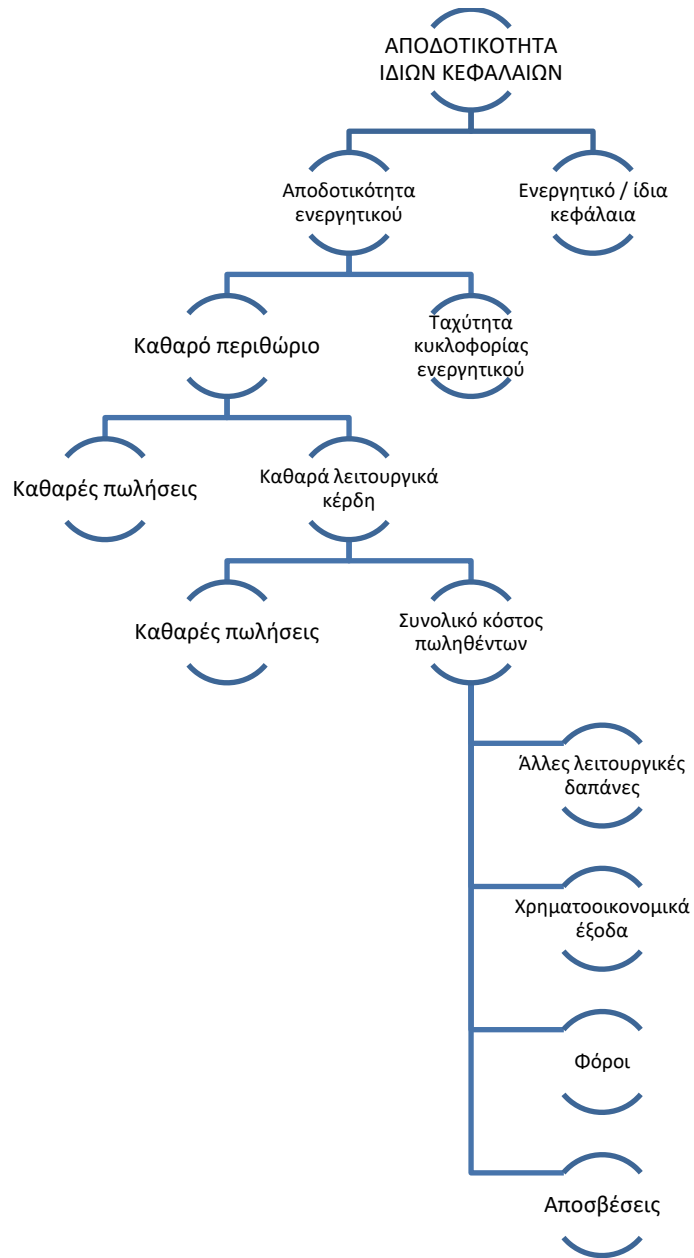 ΑΠΟΔΟΤΙΚΟΤΗΤΑ
ΙΔΙΩΝ ΚΕΦΑΛΑΙΩΝ
Αποδοτικότητα
ενεργητικού
Ενεργητικό / ίδια
κεφάλαια
Καθαρό περιθώριο
Ταχύτητα
κυκλοφορίας
ενεργητικού
Καθαρές πωλήσεις
Καθαρά λειτουργικά
κέρδη
Καθαρές πωλήσεις
Συνολικό κόστος
πωληθέντων
Άλλες λειτουργικές
δαπάνες
Χρηματοοικονομικά
έξοδα
Φόροι
Αποσβέσεις